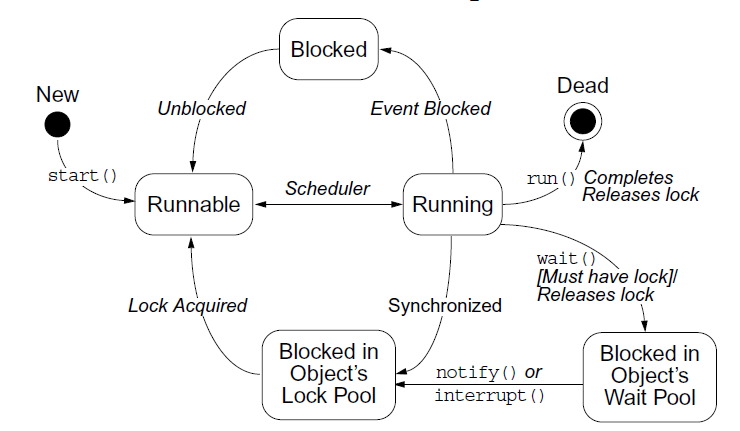 Blocked
New
Dead
Unblocked
Event Blocked
start()
Runnable
Scheduler
Running
run() Completes
Releases lock
wait()
[Must have lock]/
Releases lock
Lock Acquired
Synchronized
Blocked in
Object's
Lock Pool
notify() or
interrupt()
Blocked in
Object's
Wait Pool